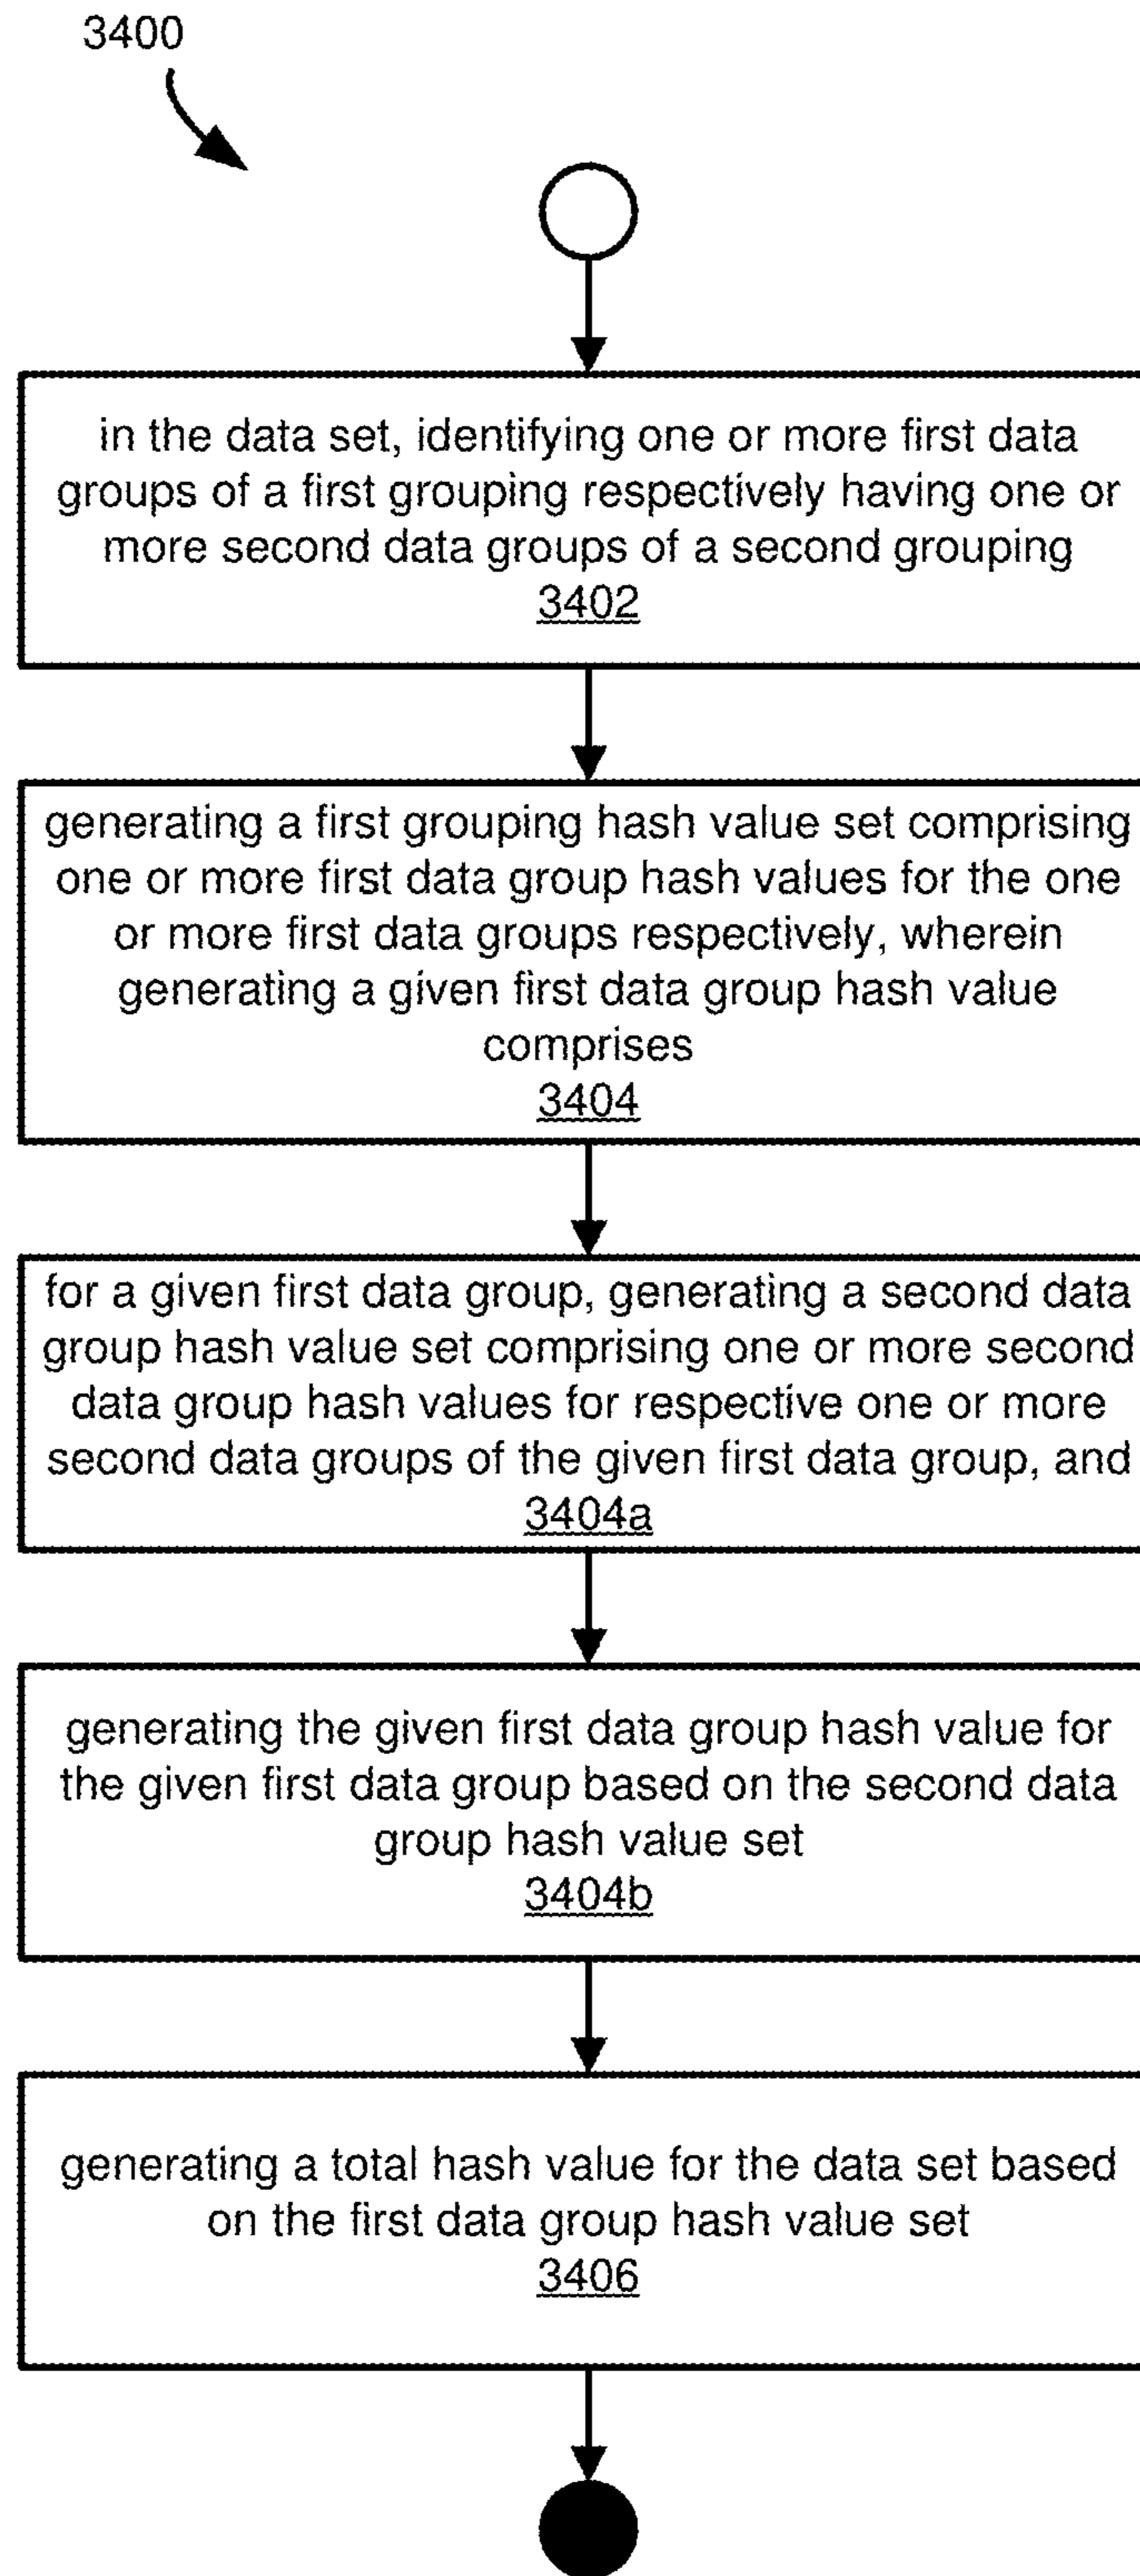 3400
in the data set, identifying one or more first data
groups of a first grouping respectively having one or
more second data groups of a second grouping
3402
generating a first grouping hash value set comprising
one or more first data group hash values for the one
or more first data groups respectively, wherein
generating a given first data group hash value
comprises
3404
for a given first data group, generating a second data
group hash value set comprising one or more second
data group hash values for respective one or more
second data groups of the given first data group, and
3404a
generating the given first data group hash value for
the given first data group based on the second data
group hash value set
3404b
generating a total hash value for the data set based
on the first data group hash value set
3406